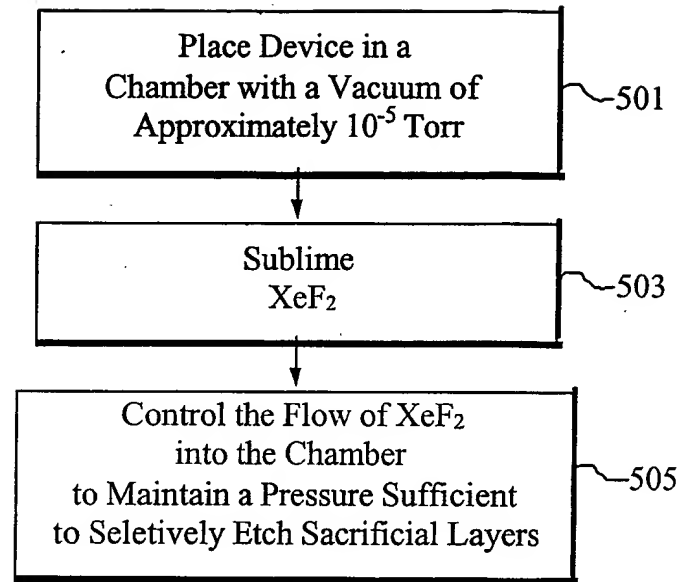 Place Device in a
Chamber with a Vacuum of
Approximately 10⁻⁵ Torr
501
Sublime
XeF₂
503
Control the Flow of XeF₂
into the Chamber
to Maintain a Pressure Sufficient
to Seletively Etch Sacrificial Layers
505